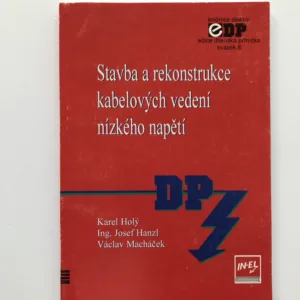 eDP
Stavba a rekonstrukce
kabelových vedení
nízkého napětí
DP
Karel Holý
Ing. Josef Hanzl
Václav Macháček
IN-EL